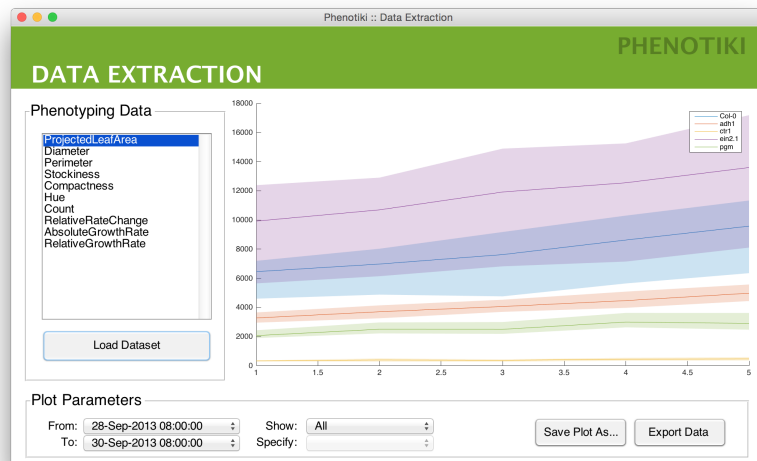 Phenotiki :: Data Extraction
PHENOTIKI
DATA EXTRACTION
Phenotyping Data
ProjectedLeafArea
Diameter
Perimeter
Stockiness
Compactness
Hue
Count
RelativeRateChange
AbsoluteGrowthRate
RelativeGrowthRate
Load Dataset
18000
16000
14000
12000
10000
8000
6000
4000
2000
0
1 1.5 2 2.5 3 3.5 4 4.5 5
Col-0
adh1
ctr1
ein2.1
pgm
Plot Parameters
From: 28-Sep-2013 08:00:00 Show: All
To: 30-Sep-2013 08:00:00 Specify:
Save Plot As... Export Data